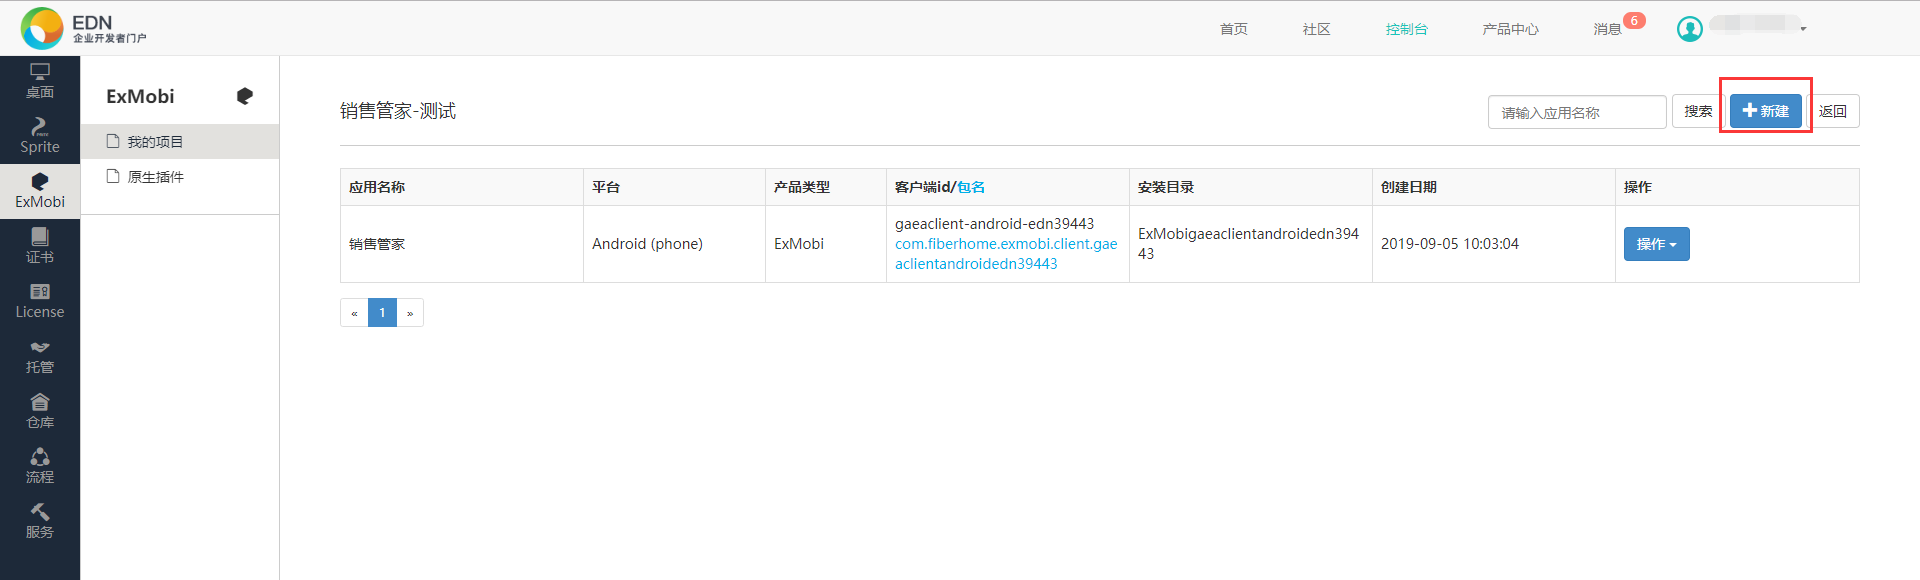 EDN
企业开发者门户
首页
社区
控制台
产品中心
消息
6
桌面
Sprite
ExMobi
证书
License
托管
仓库
流程
服务
ExMobi
我的项目
原生插件
销售管家-测试
请输入应用名称
搜索
新建
返回
应用名称
平台
产品类型
客户端id/包名
安装目录
创建日期
操作
销售管家
Android (phone)
ExMobi
gaeaclient-android-edn39443
com.fiberhome.exmobi.client.gae
aclientandroidedn39443
ExMobigaeaclientandroidedn394
43
2019-09-05 10:03:04
操作
«
1
»